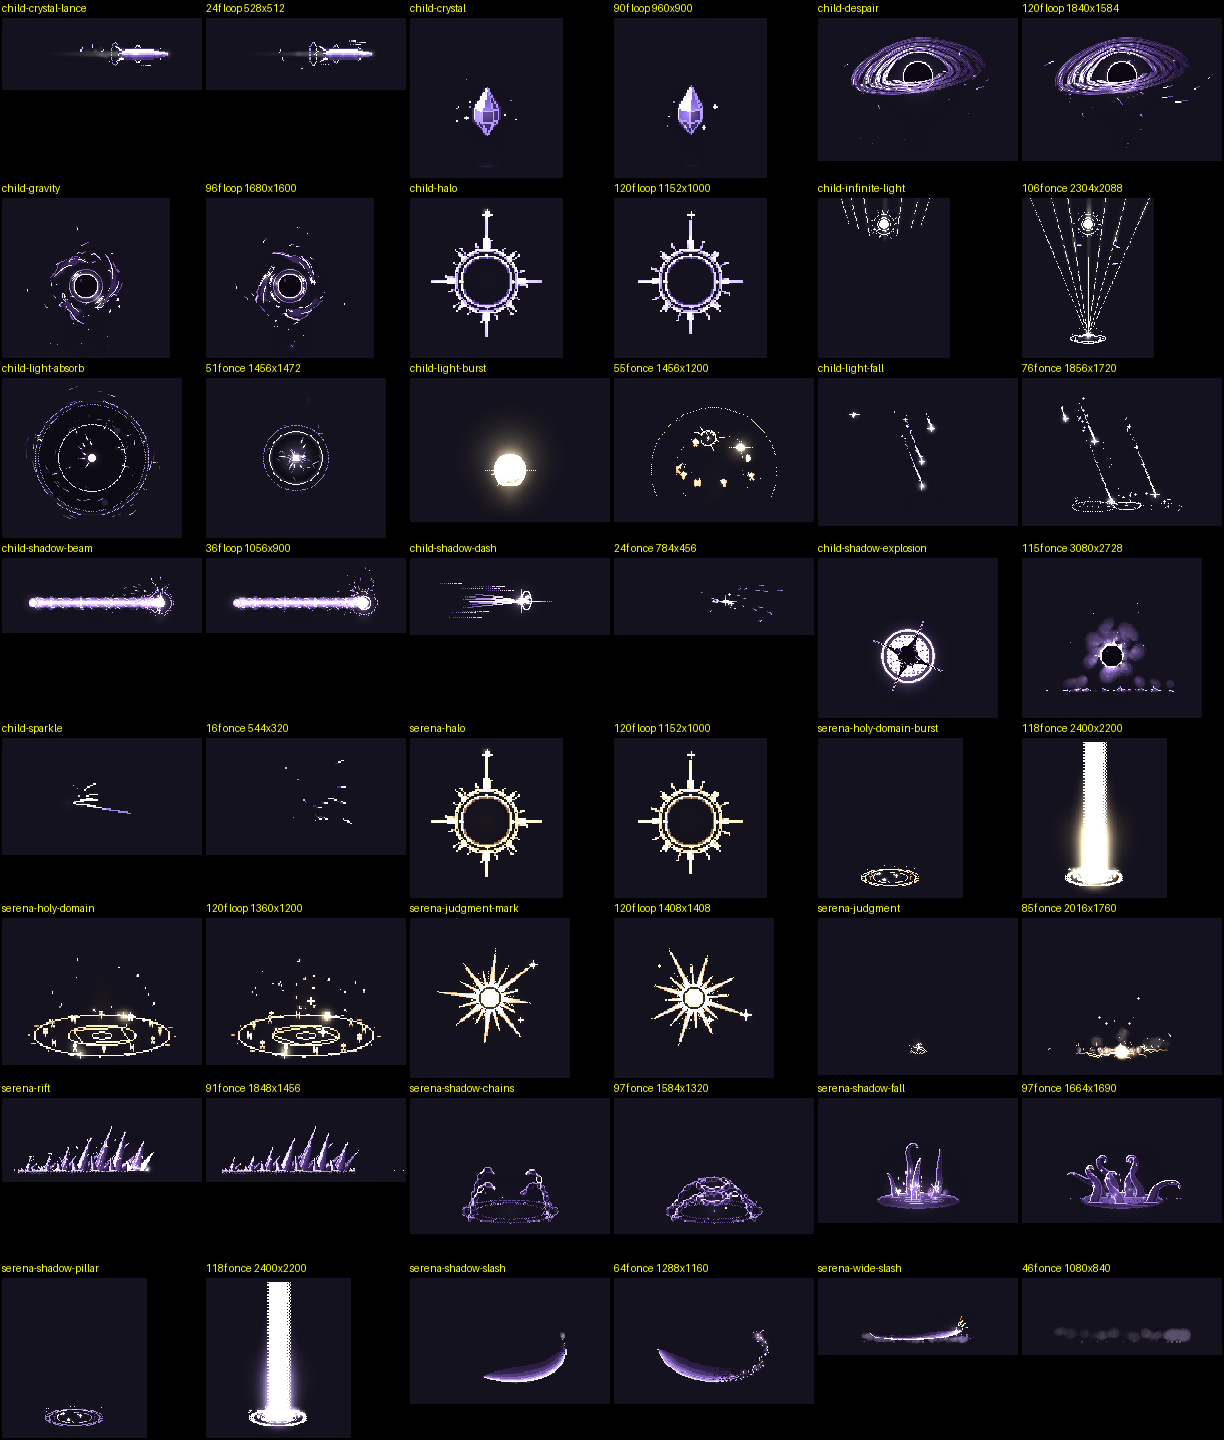 child-crystal-lance 24f loop 528x512 child-crystal 90f loop 960x900 child-despair 120f loop 1840x1584
child-gravity 96f loop 1680x1600 child-halo 120f loop 1152x1000 child-infinite-light 106f once 2304x2088
child-light-absorb 51f once 1456x1472 child-light-burst 55f once 1456x1200 child-light-fall 76f once 1856x1720
child-shadow-beam 36f loop 1056x900 child-shadow-dash 24f once 784x456 child-shadow-explosion 115f once 3080x2728
child-sparkle 16f once 544x320 serena-halo 120f loop 1152x1000 serena-holy-domain-burst 118f once 2400x2200
serena-holy-domain 120f loop 1360x1200 serena-judgment-mark 120f loop 1408x1408 serena-judgment 85f once 2016x1760
serena-rift 91f once 1848x1456 serena-shadow-chains 97f once 1584x1320 serena-shadow-fall 97f once 1664x1690
serena-shadow-pillar 118f once 2400x2200 serena-shadow-slash 64f once 1288x1160 serena-wide-slash 46f once 1080x840